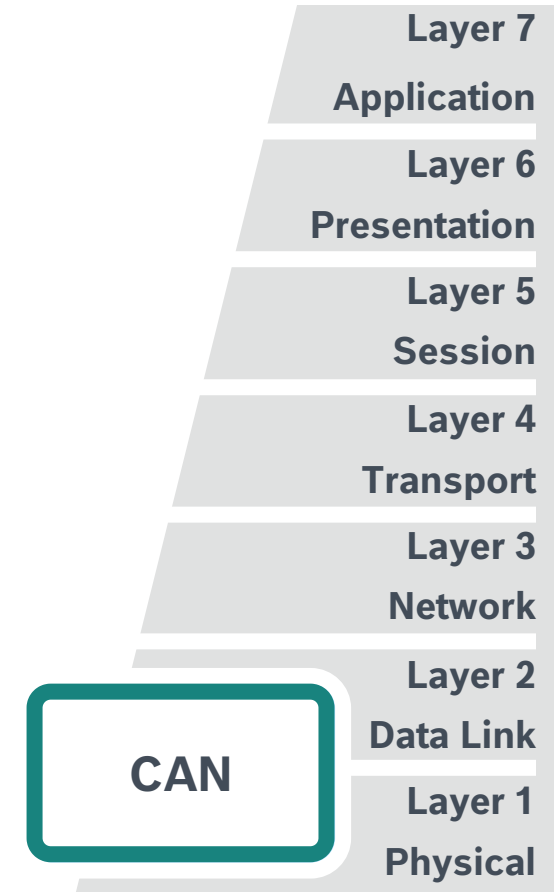 Layer 7
Application
Layer 6
Presentation
Layer 5
Session
Layer 4
Transport
Layer 3
Network
Layer 2
Data Link
CAN
Layer 1
Physical